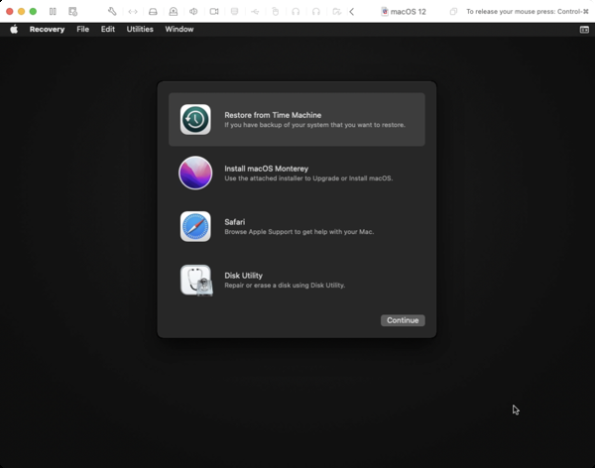 macOS 12
To release your mouse press: Control-⌘
Recovery File Edit Utilities Window
Restore from Time Machine
If you have backup of your system that you want to restore.
Install macOS Monterey
Use the attached installer to Upgrade or Install macOS.
Safari
Browse Apple Support to get help with your Mac.
Disk Utility
Repair or erase a disk using Disk Utility.
Continue